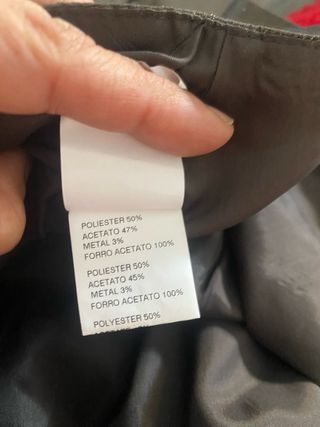 POLIESTER 50%
ACETATO 47%
METAL 3%
FORRO ACETATO 100%
POLIESTER 50%
ACETATO 45%
METAL 3%
FORRO ACETATO 100%
POLYESTER 50%